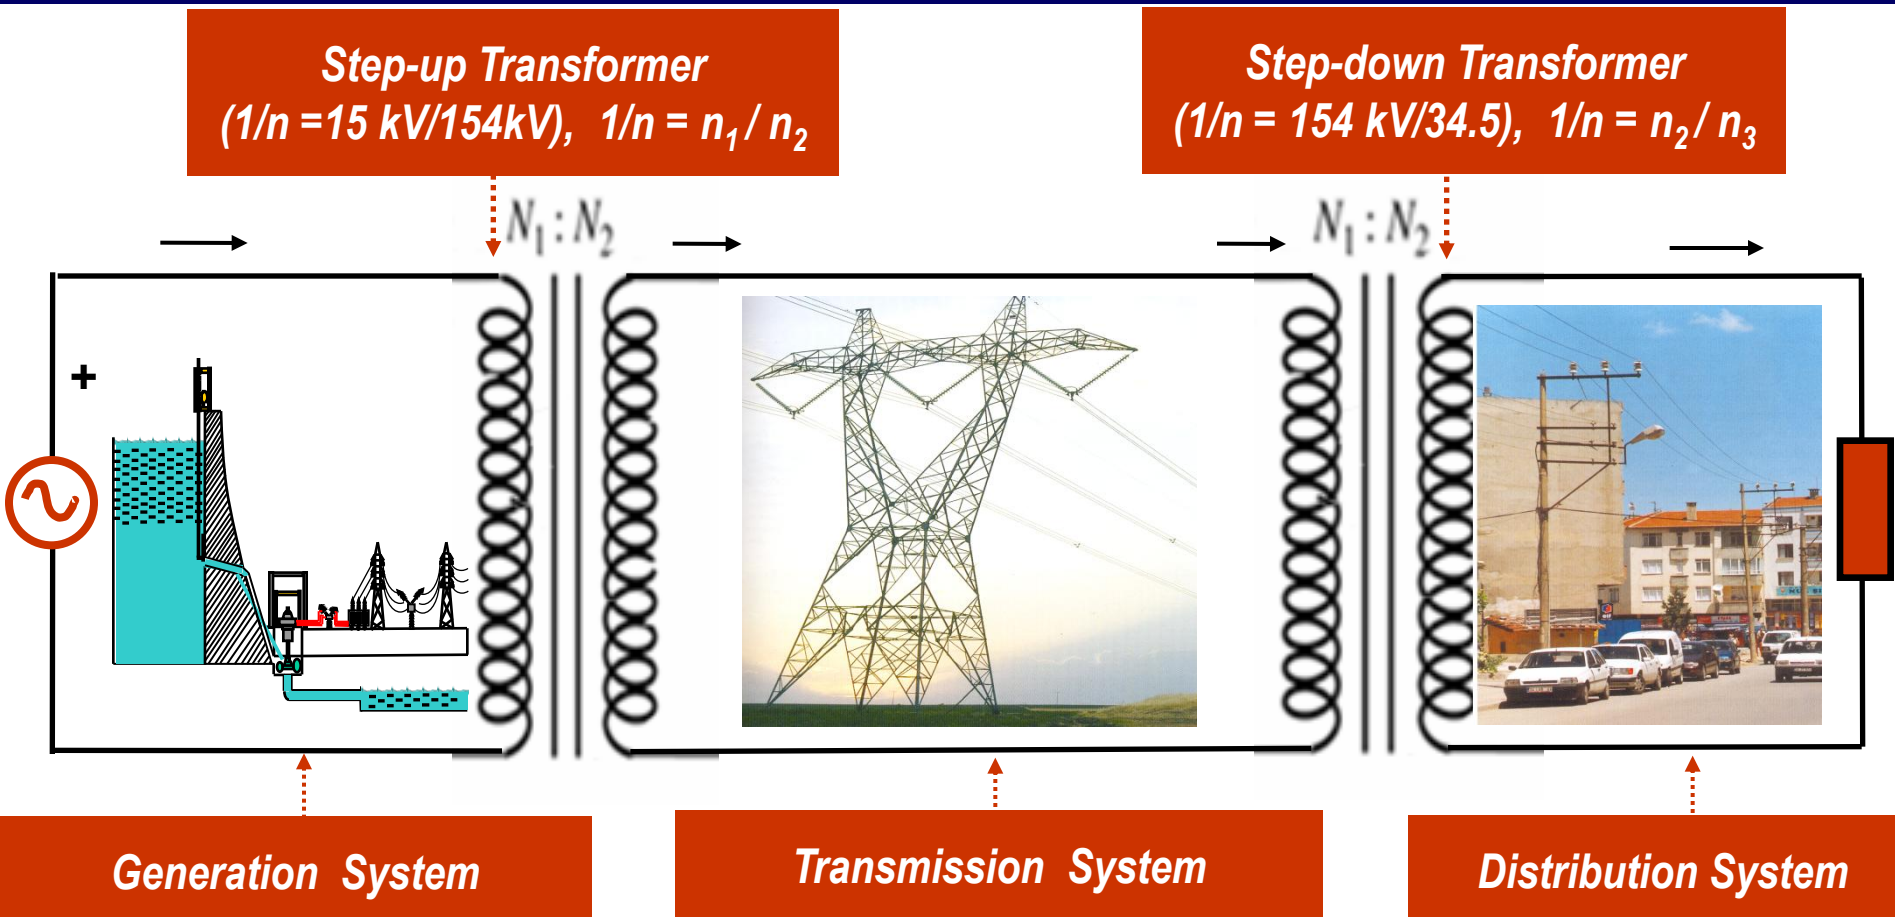 Step-up Transformer
(1/n =15 kV/154kV), 1/n = n₁ / n₂
Step-down Transformer
(1/n = 154 kV/34.5), 1/n = n₂ / n₃
N₁ : N₂
N₁ : N₂
+
Generation System
Transmission System
Distribution System